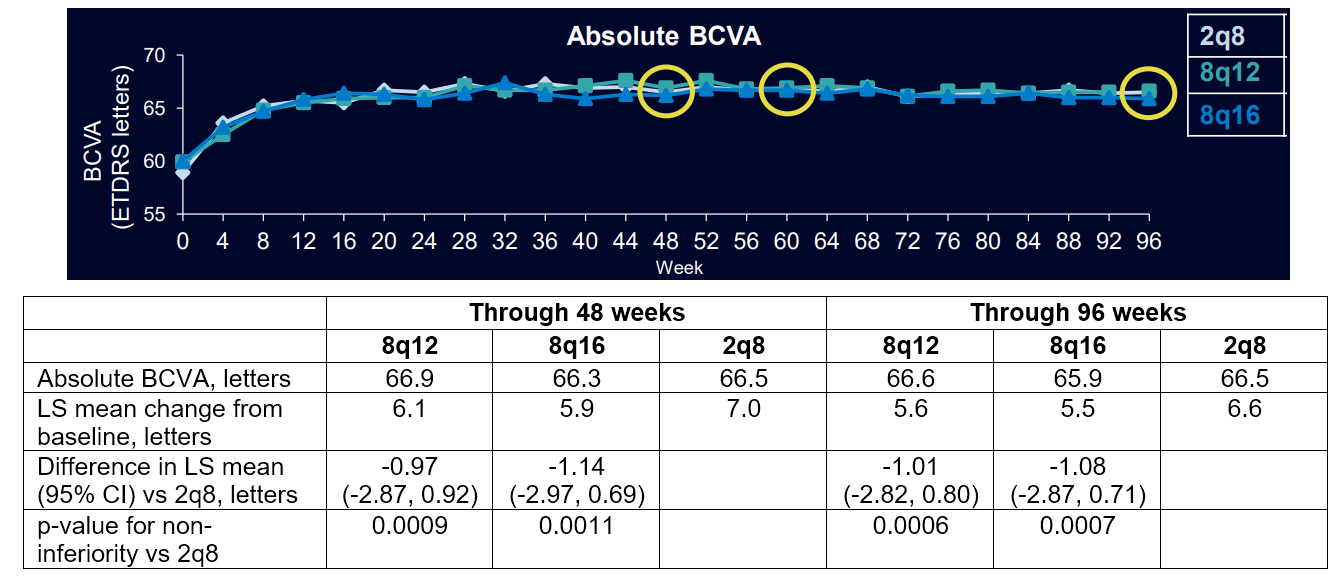 Absolute BCVA
2q8
8q12
8q16
BCVA
(ETDRS letters)
70
65
60
55
0 4 8 12 16 20 24 28 32 36 40 44 48 52 56 60 64 68 72 76 80 84 88 92 96
Week
Through 48 weeks Through 96 weeks
8q12 8q16 2q8 8q12 8q16 2q8
Absolute BCVA, letters 66.9 66.3 66.5 66.6 65.9 66.5
LS mean change from 6.1 5.9 7.0 5.6 5.5 6.6
baseline, letters
Difference in LS mean -0.97 -1.14 -1.01 -1.08
(95% CI) vs 2q8, letters (-2.87, 0.92) (-2.97, 0.69) (-2.82, 0.80) (-2.87, 0.71)
p-value for non- 0.0009 0.0011 0.0006 0.0007
inferiority vs 2q8